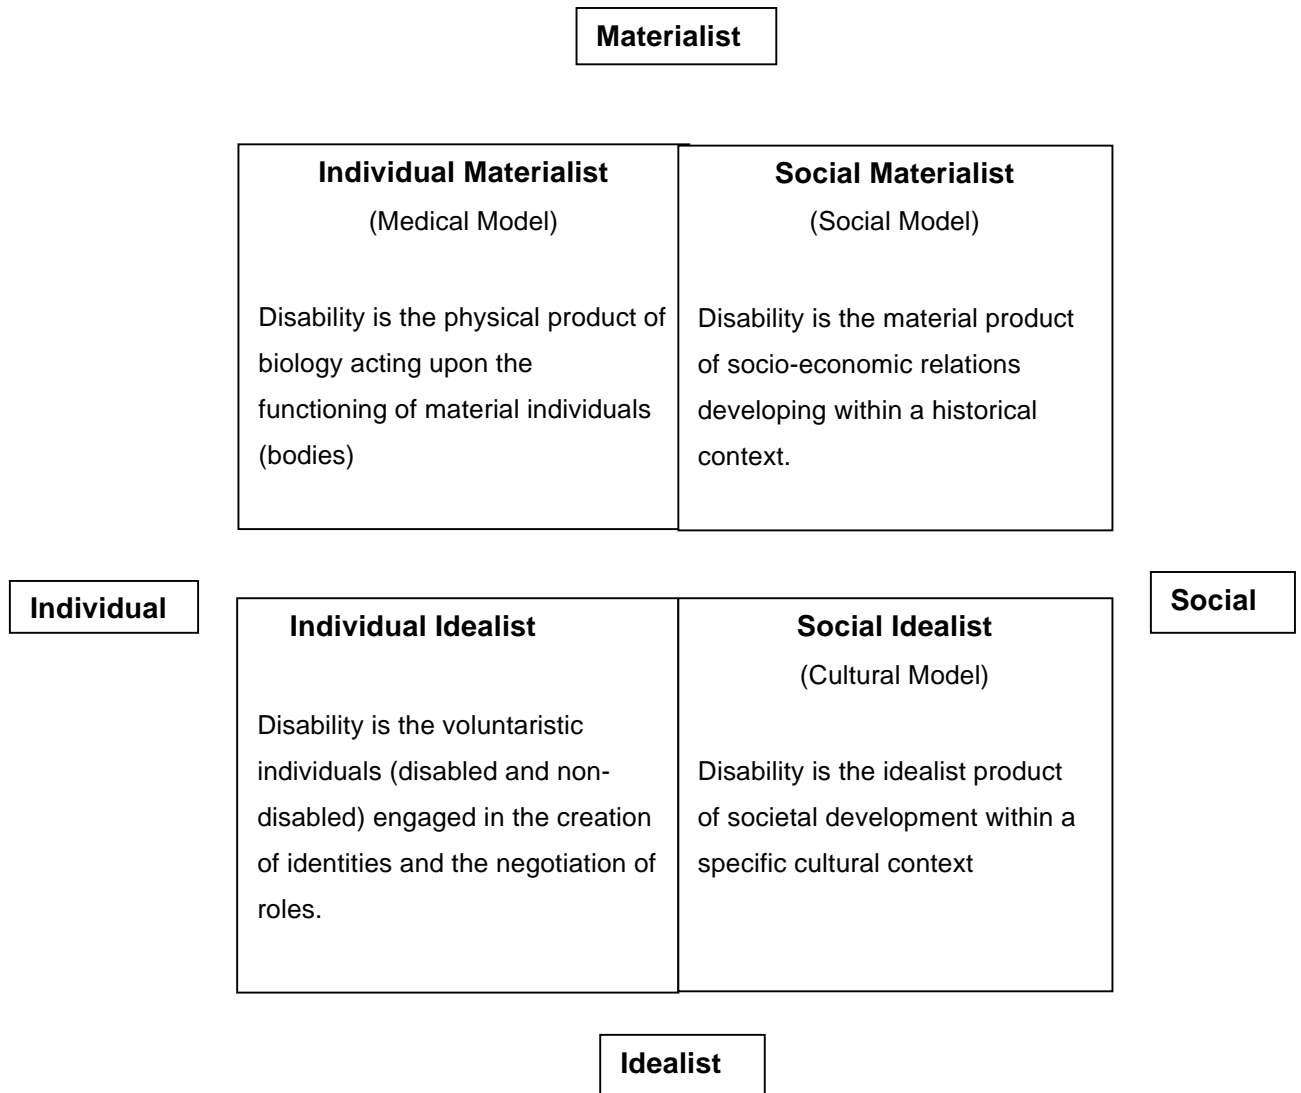 Materialist
Individual Materialist
(Medical Model)
Disability is the physical product of
biology acting upon the
functioning of material individuals
(bodies)
Social Materialist
(Social Model)
Disability is the material product
of socio-economic relations
developing within a historical
context.
Individual
Individual Idealist
Disability is the voluntaristic
individuals (disabled and non-
disabled) engaged in the creation
of identities and the negotiation of
roles.
Social Idealist
(Cultural Model)
Disability is the idealist product
of societal development within a
specific cultural context
Social
Idealist